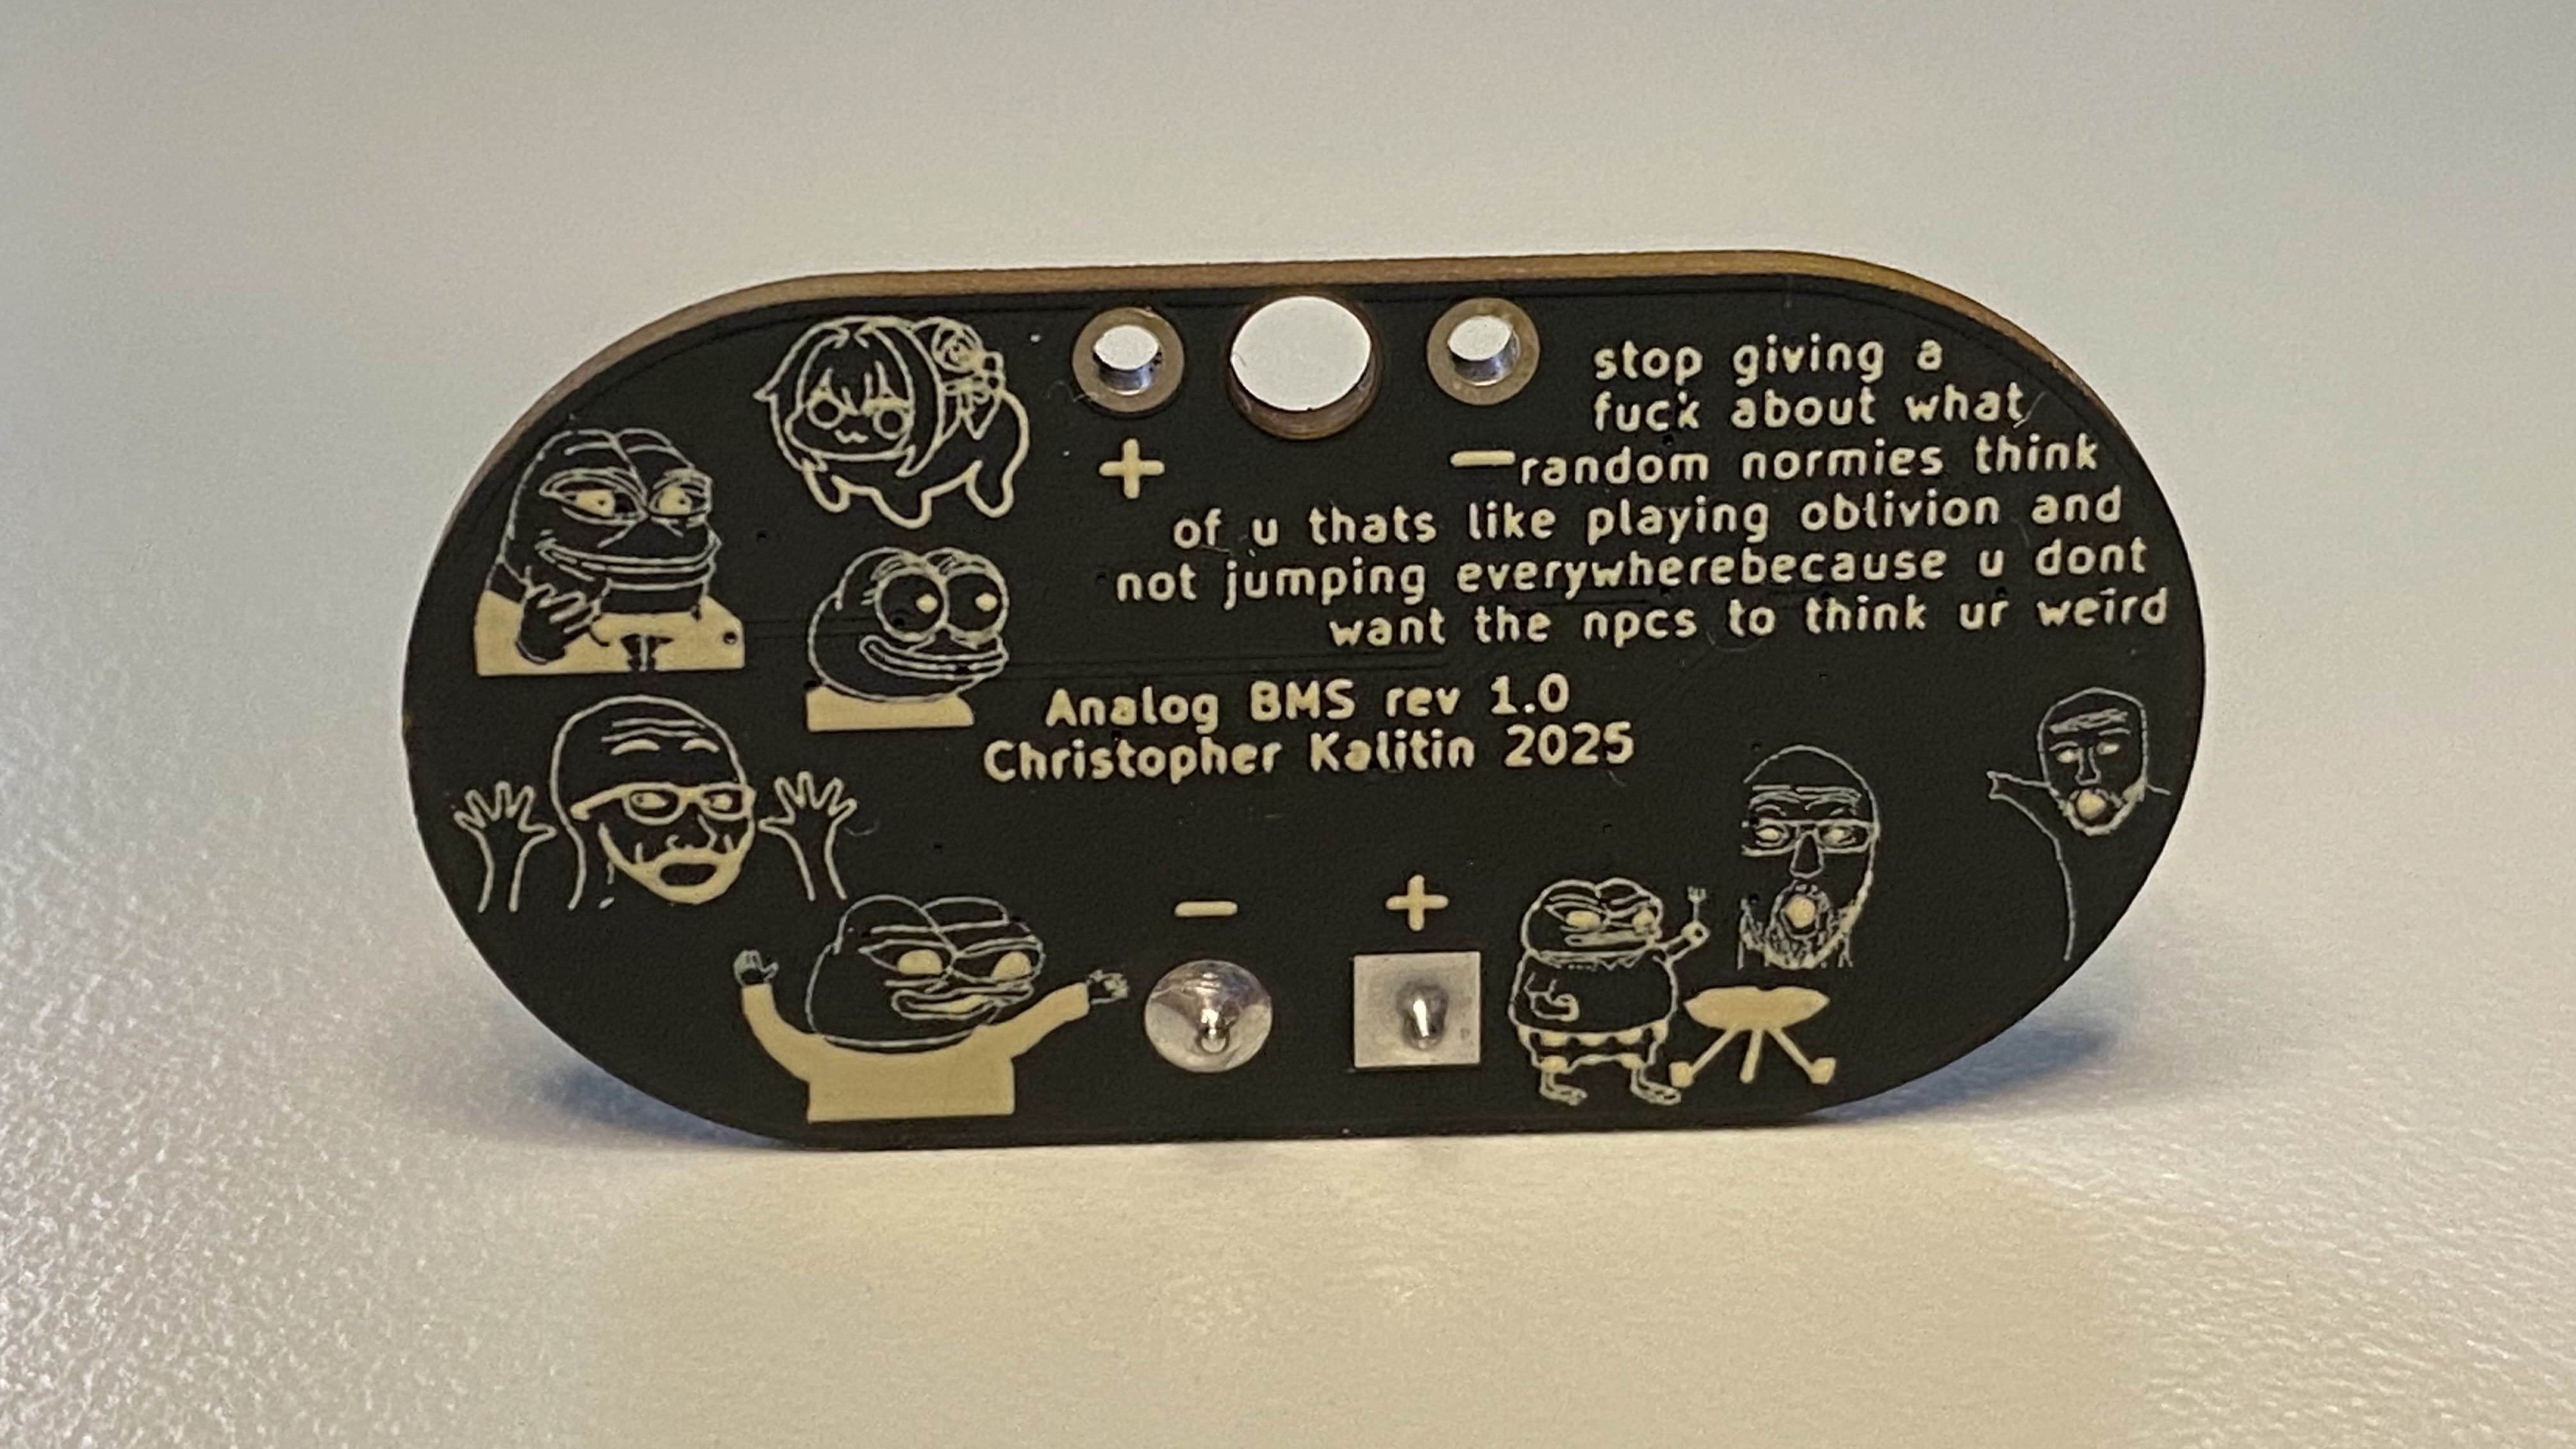 stop giving a
fuck about what
random normies think
of u thats like playing oblivion and
not jumping everywherebecause u dont
want the npcs to think ur weird
+ −
Analog BMS rev 1.0
Christopher Kalitin 2025
− +